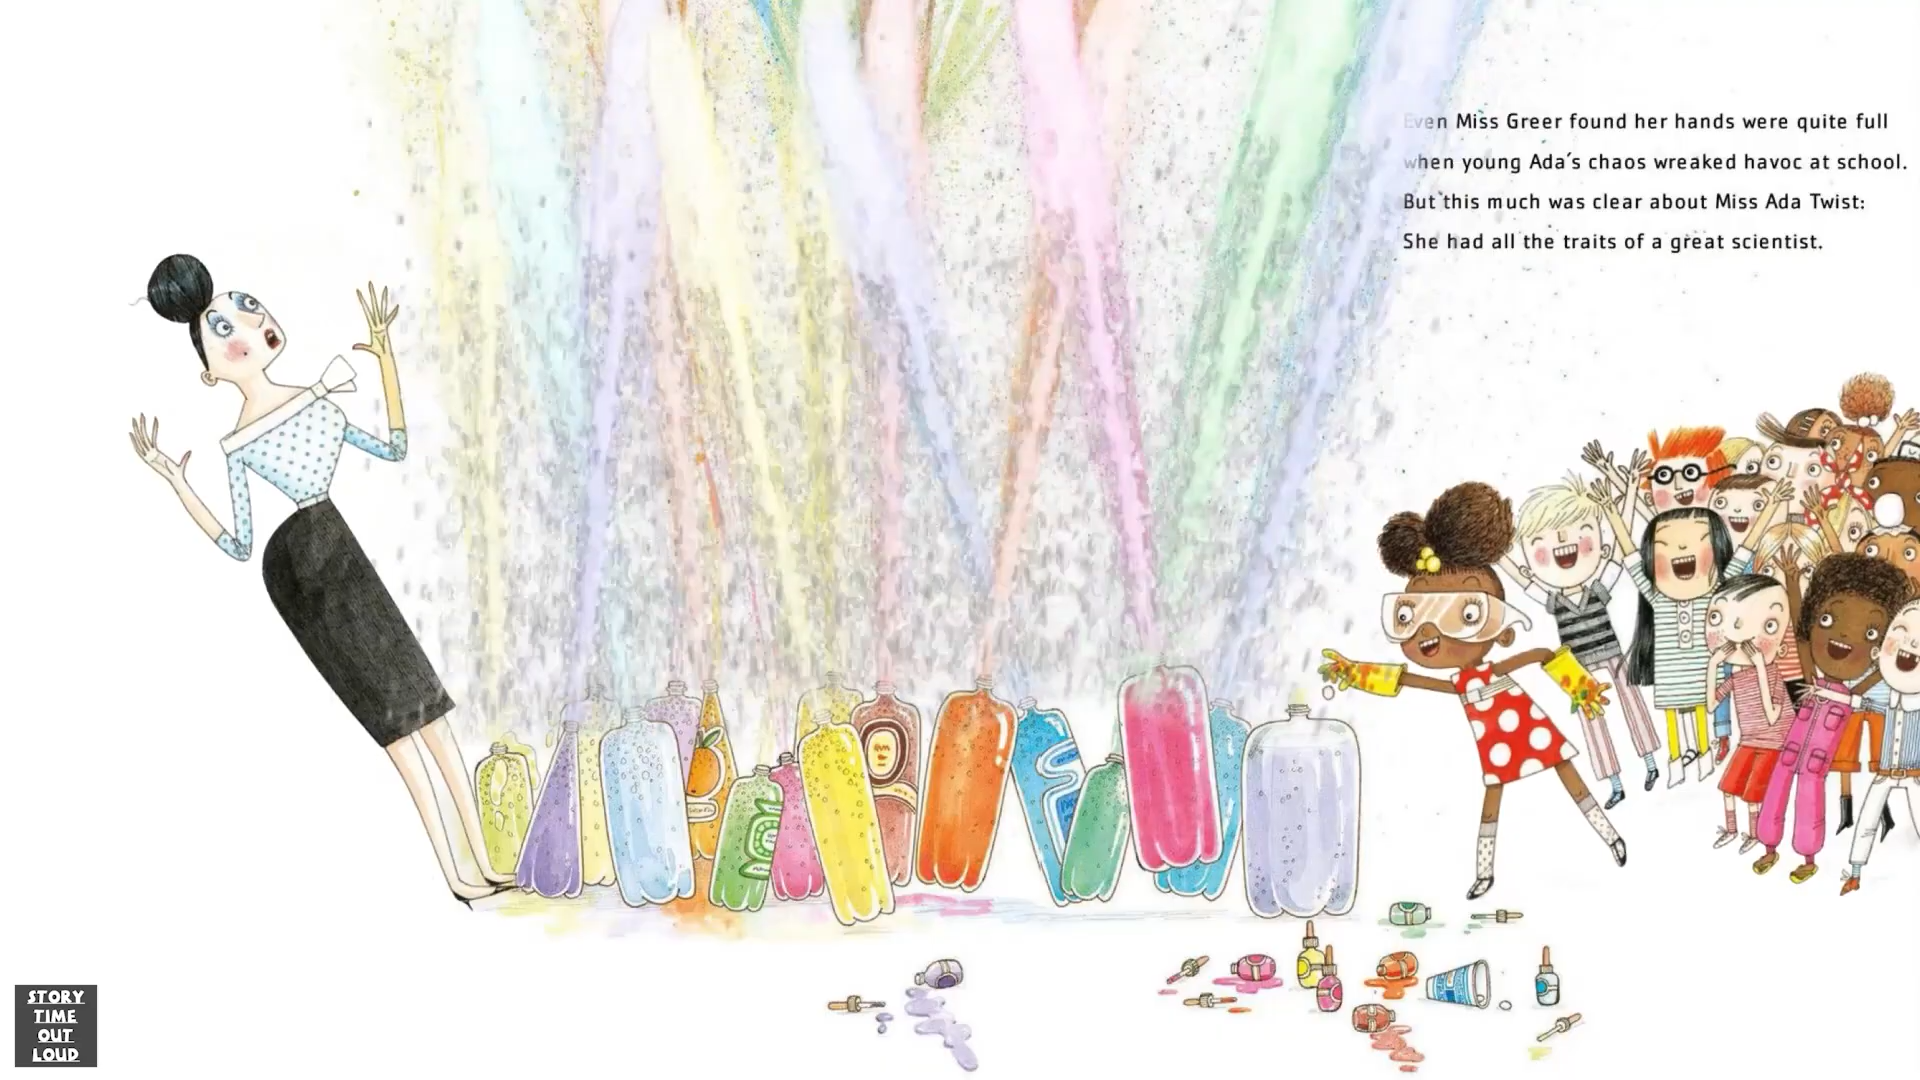 Even Miss Greer found her hands were quite full
when young Ada's chaos wreaked havoc at school.
But this much was clear about Miss Ada Twist:
She had all the traits of a great scientist.
STORY
TIME
OUT
LOUD